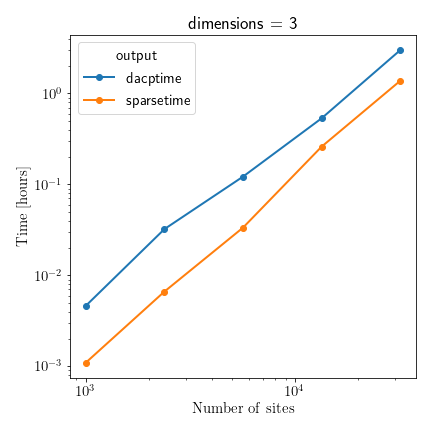 dimensions = 3
output
dacptime
sparsetime
Time [hours]
10^0
10^-1
10^-2
10^-3
10^3
10^4
Number of sites